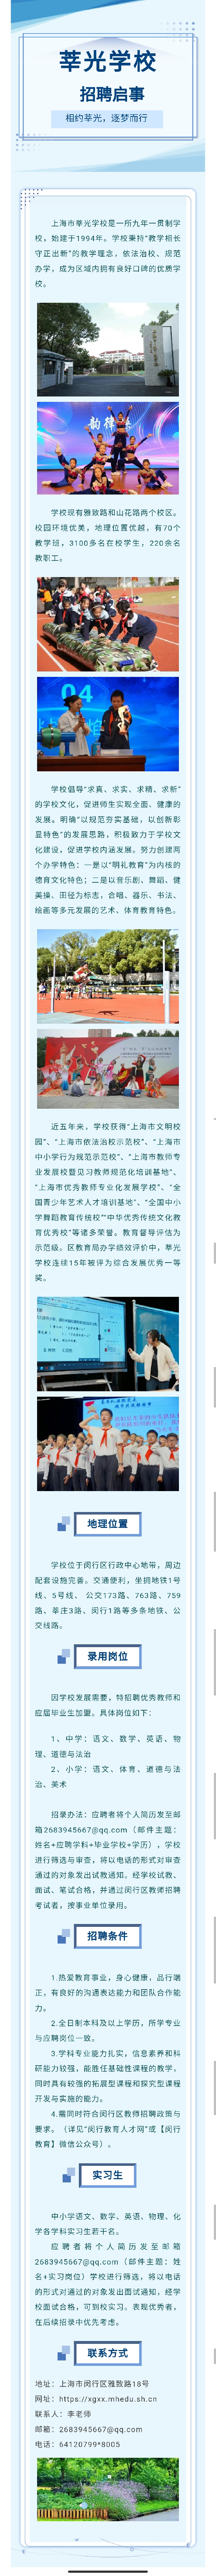 莘光学校
招聘启事
相约莘光，逐梦而行
上海市莘光学校是一所九年一贯制学
校，始建于1994年。学校秉持“教学相长
守正出新”的教学理念，依法治校、规范
办学，成为区域内拥有良好口碑的优质学
校。
韵律
学校现有雅致路和山花路两个校区。
校园环境优美，地理位置优越，有70个
教学班，3100多名在校学生，220余名
教职工。
04
学校倡导“求真、求实、求精、求新”
的学校文化，促进师生实现全面、健康的
发展。明确“以规范夯实基础，以创新彰
显特色”的发展思路，积极致力于学校文
化建设，促进学校内涵发展。努力创建两
个办学特色：一是以“明礼教育”为内核的
德育文化特色；二是以音乐剧、舞蹈、健
美操、田径为标志，合唱、器乐、书法、
绘画等多元发展的艺术、体育教育特色。
近五年来，学校获得“上海市文明校
园”、“上海市依法治校示范校”、“上海市
中小学行为规范示范校”、“上海市教师专
业发展校暨见习教师规范化培训基地”、
“上海市优秀教师专业化发展学校”、“全
国青少年艺术人才培训基地”、“全国中小
学舞蹈教育传统校”“中华优秀传统文化教
育优秀校”等诸多荣誉。教育督导评估为
示范级。区教育局办学绩效评价中，莘光
学校连续15年被评为综合发展优秀一等
奖。
地理位置
学校位于闵行区行政中心地带，周边
配套设施完善。交通便利，坐拥地铁1号
线、5号线、 公交173路、763路、759
路、莘庄3路、闵行1路等多条地铁、公
交线路。
录用岗位
因学校发展需要，特招聘优秀教师和
应届毕业生加盟。具体岗位如下：
1、中学：语文、数学、英语、物
理、道德与法治
2、小学：语文、体育、道德与法
治、美术
招录办法：应聘者将个人简历发至邮
箱2683945667@qq.com（邮件主题：
姓名+应聘学科+毕业学校+学历），学校
进行筛选与审查，将以电话的形式对审查
通过的对象发出试教通知。经学校试教、
面试、笔试合格，并通过闵行区教师招聘
考试者，按事业单位录用。
招聘条件
1.热爱教育事业，身心健康，品行端
正，有良好的沟通表达能力和团队合作能
力。
2.全日制本科及以上学历，所学专业
与应聘岗位一致。
3.学科专业能力扎实，信息素养和科
研能力较强，能胜任基础性课程的教学，
同时具有较强的拓展型课程和探究型课程
开发与实施的能力。
4.需同时符合闵行区教师招聘政策与
要求。（详见“闵行教育人才网”或【闵行
教育】微信公众号）。
实习生
中小学语文、数学、英语、物理、化
学各学科实习生若干名。
应聘者将个人简历发至邮箱
2683945667@qq.com（邮件主题：姓
名+实习岗位）学校进行筛选，将以电话
的形式对通过的对象发出面试通知，经学
校面试合格，可到校实习。表现优秀者，
在后续招录中优先考虑。
联系方式
地址：上海市闵行区雅致路18号
网址：https://xgxx.mhedu.sh.cn
联系人：李老师
邮箱：2683945667@qq.com
电话：64120799*8005